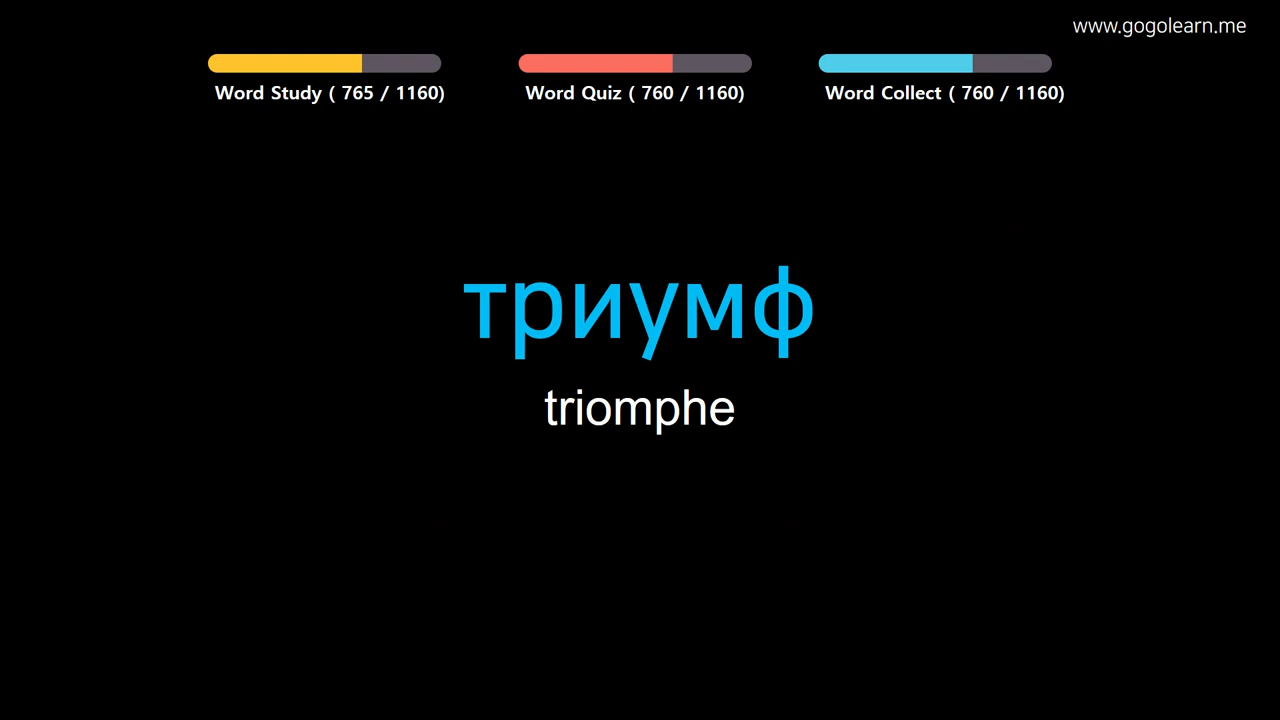 www.gogolearn.me
Word Study ( 765 / 1160)
Word Quiz ( 760 / 1160)
Word Collect ( 760 / 1160)
триумф
triomphe